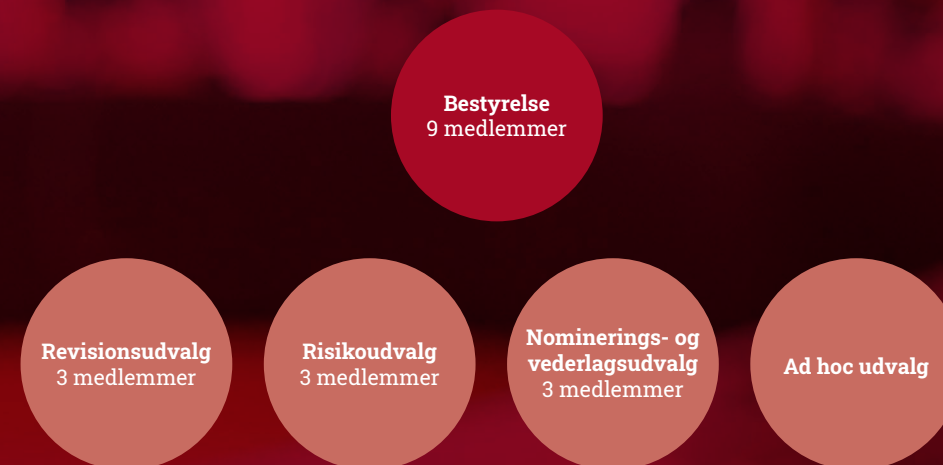 Bestyrelse
9 medlemmer
Revisionsudvalg
3 medlemmer
Risikoudvalg
3 medlemmer
Nominerings- og
vederlagsudvalg
3 medlemmer
Ad hoc udvalg